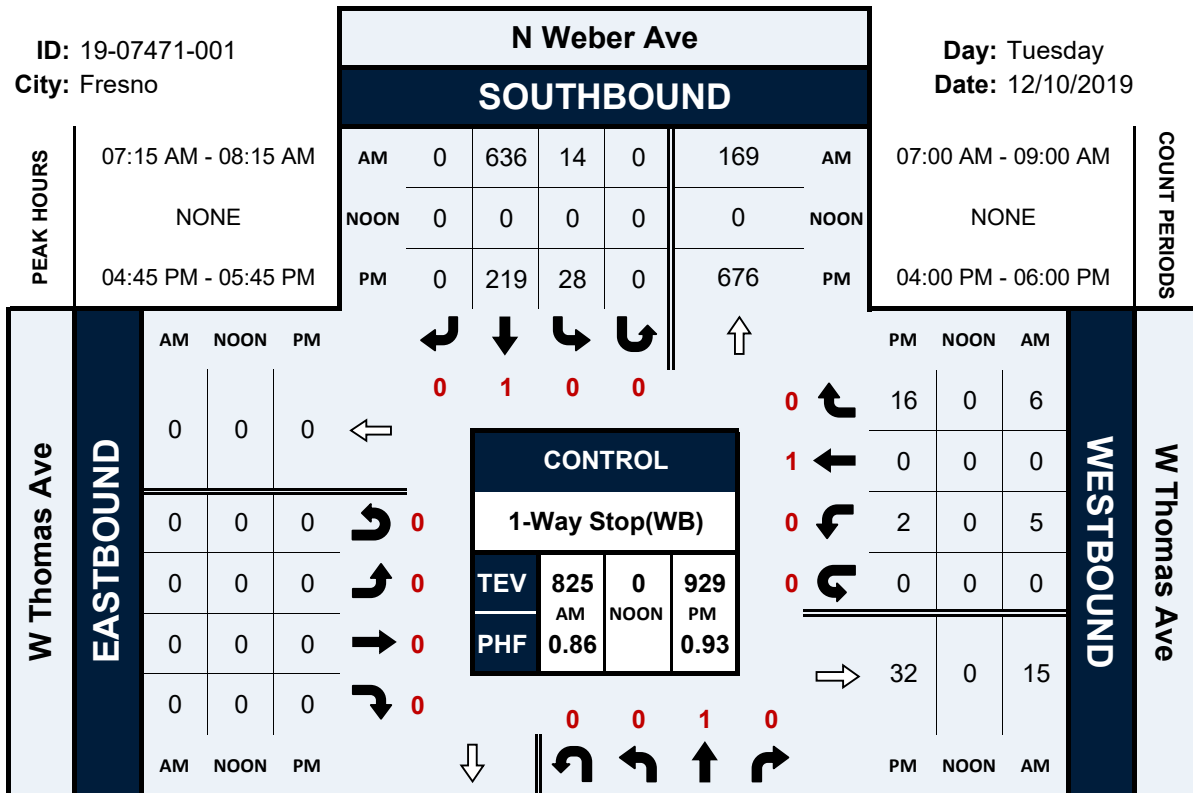 N Weber Ave
SOUTHBOUND
ID: 19-07471-001
City: Fresno
Day: Tuesday
Date: 12/10/2019
PEAK HOURS
07:15 AM - 08:15 AM
NONE
04:45 PM - 05:45 PM
AM 0 636 14 0 169 AM
NOON 0 0 0 0 0 NOON
PM 0 219 28 0 676 PM
07:00 AM - 09:00 AM
NONE
04:00 PM - 06:00 PM
COUNT PERIODS
0 1 0 0
W Thomas Ave
EASTBOUND
AM NOON PM
0 0 0
0 0 0 0
0 0 0 0
0 0 0 0
0 0 0 0
AM NOON PM
CONTROL
1-Way Stop(WB)
TEV 825 0 929
AM NOON PM
PHF 0.86 0.93
PM NOON AM
0 16 0 6
1 0 0 0
0 2 0 5
0 0 0 0
32 0 15
PM NOON AM
WESTBOUND
W Thomas Ave
0 0 1 0